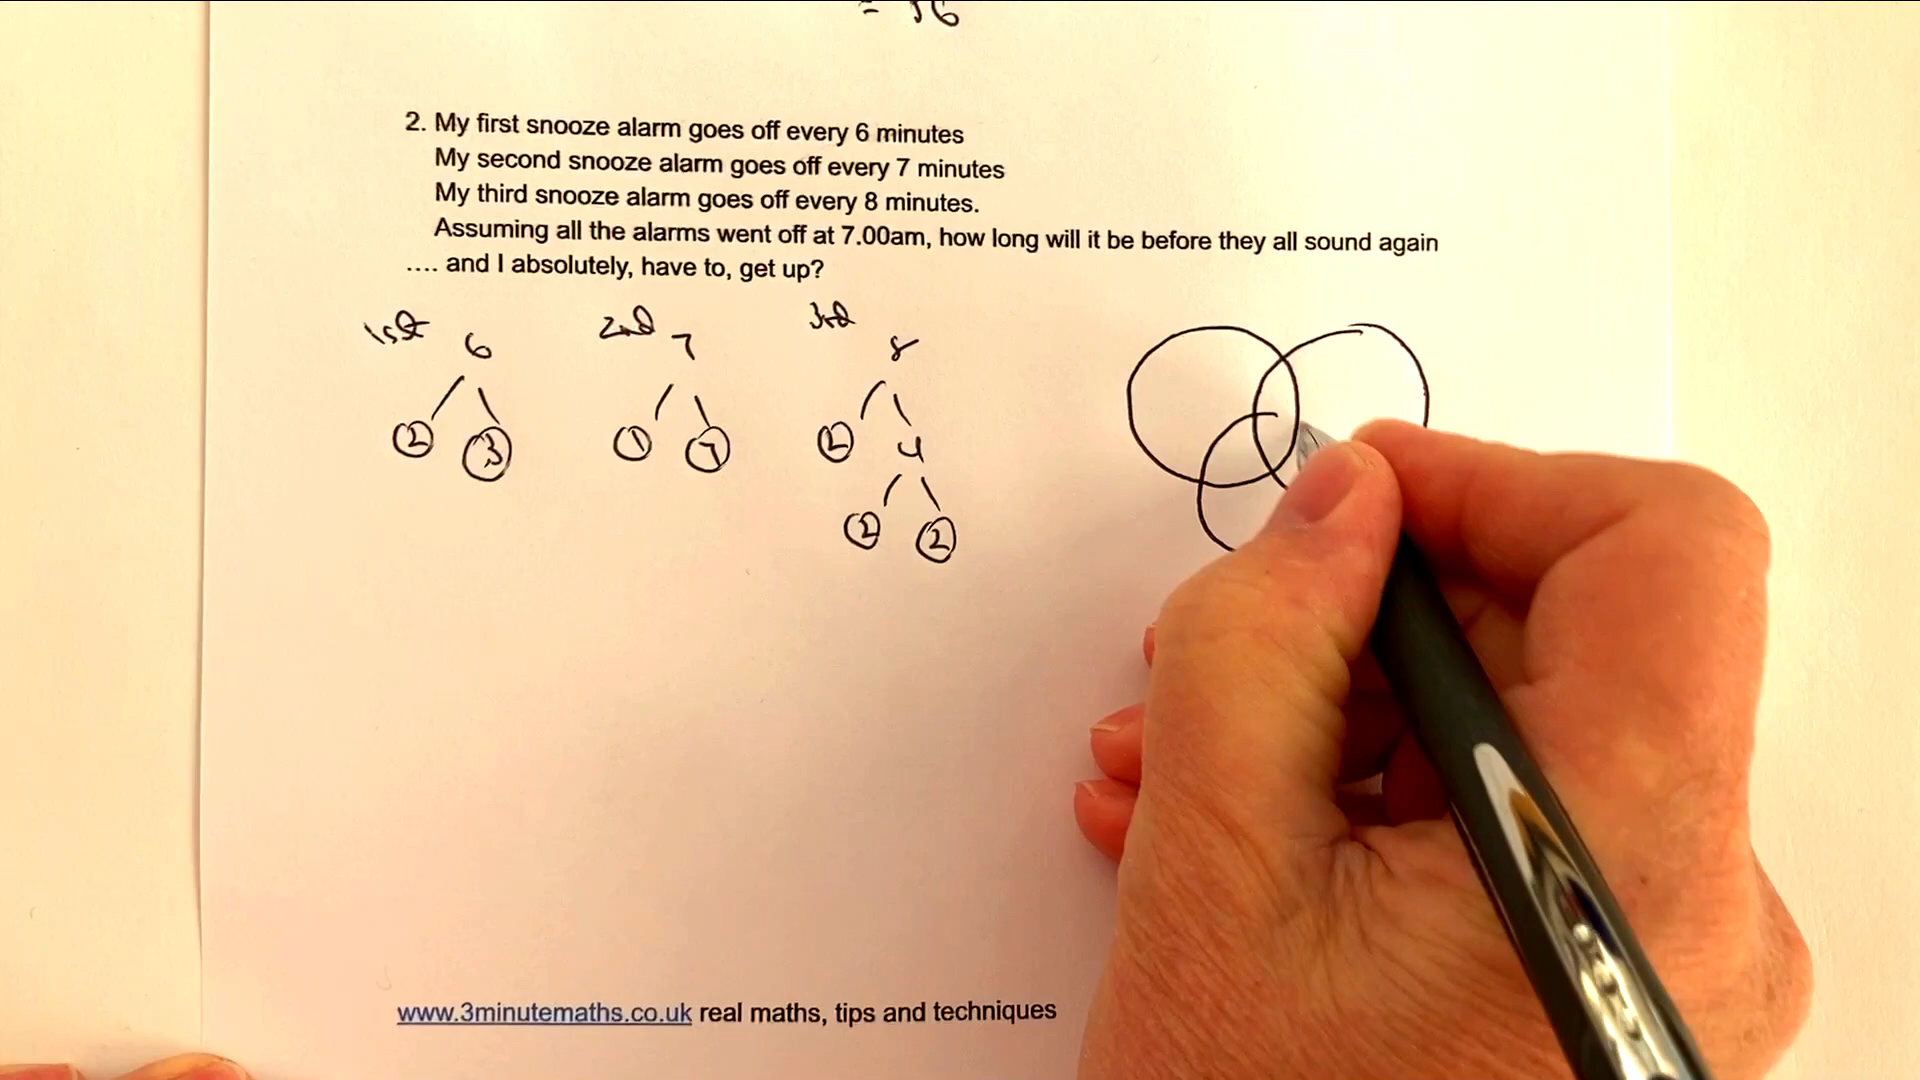 = 56
2. My first snooze alarm goes off every 6 minutes
My second snooze alarm goes off every 7 minutes
My third snooze alarm goes off every 8 minutes.
Assuming all the alarms went off at 7.00am, how long will it be before they all sound again
.... and I absolutely, have to, get up?
1st 2nd 3rd
6 7 8
2 3 1 7 2 4
2 2
www.3minutemaths.co.uk real maths, tips and techniques